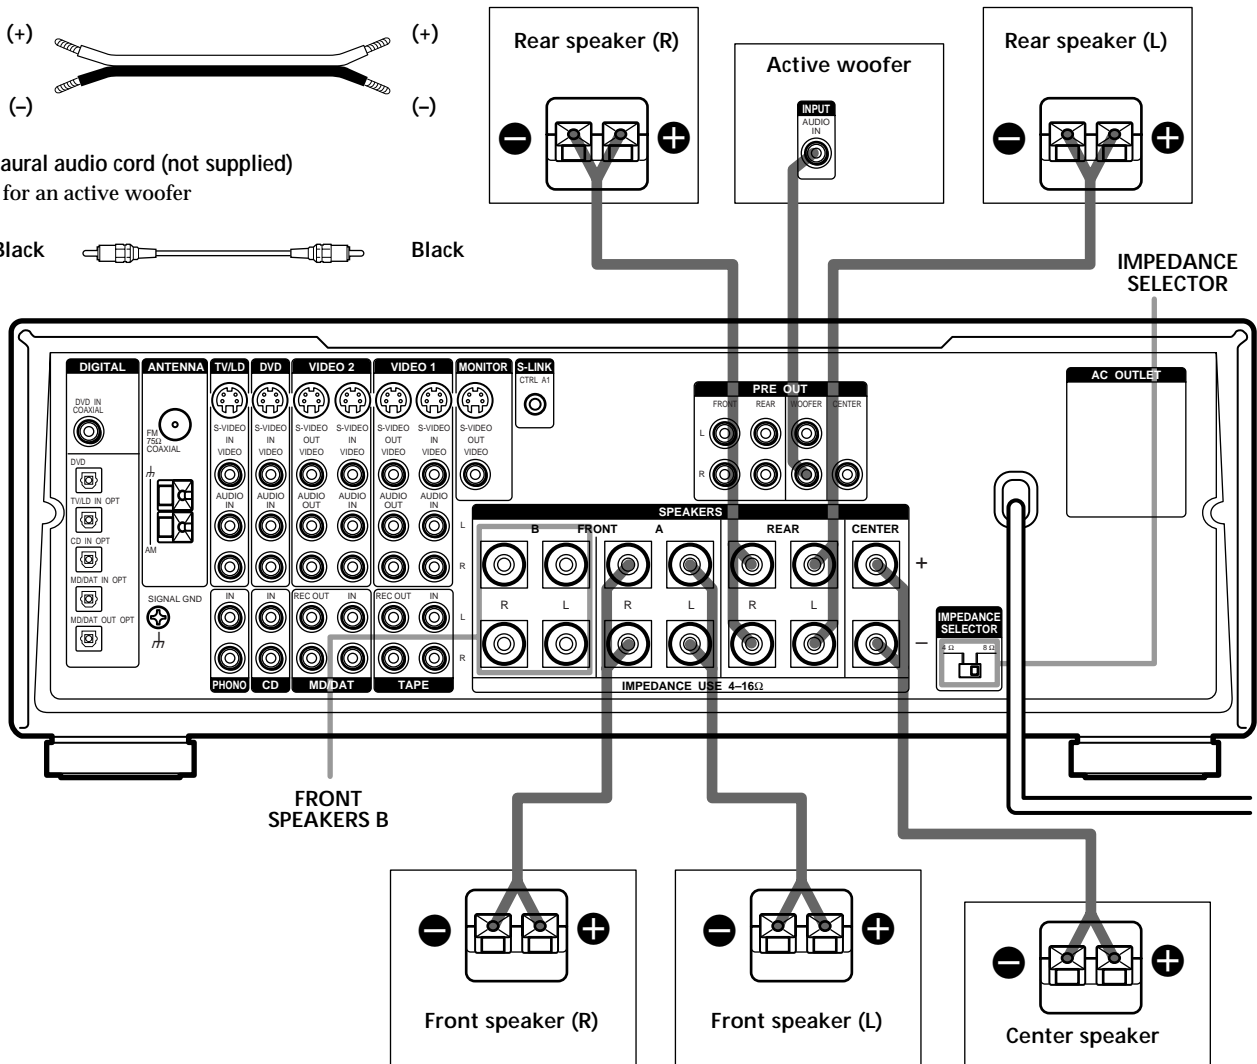 (+)
(+)
(–)
(–)
aural audio cord (not supplied)
for an active woofer
Black
Black
Rear speaker (R)
Active woofer
INPUT
AUDIO
IN
Rear speaker (L)
IMPEDANCE
SELECTOR
DIGITAL
DVD IN
COAXIAL
DVD
TV/LD IN OPT
CD IN OPT
MD/DAT IN OPT
MD/DAT OUT OPT
ANTENNA
FM
75Ω
COAXIAL
AM
SIGNAL GND
TV/LD DVD VIDEO 2 VIDEO 1 MONITOR
S-VIDEO S-VIDEO S-VIDEO S-VIDEO S-VIDEO S-VIDEO S-VIDEO
IN IN OUT IN OUT IN OUT
VIDEO VIDEO VIDEO VIDEO VIDEO VIDEO VIDEO
AUDIO AUDIO AUDIO AUDIO AUDIO AUDIO
IN IN OUT IN OUT IN
L
R
IN IN REC OUT IN REC OUT IN
L
R
PHONO CD MD/DAT TAPE
S-LINK
CTRL A1
PRE OUT
FRONT REAR WOOFER CENTER
L
R
SPEAKERS
B FRONT A REAR CENTER
+
R L R L R L
–
IMPEDANCE USE 4–16Ω
IMPEDANCE
SELECTOR
4 Ω 8 Ω
AC OUTLET
FRONT
SPEAKERS B
Front speaker (R)
Front speaker (L)
Center speaker